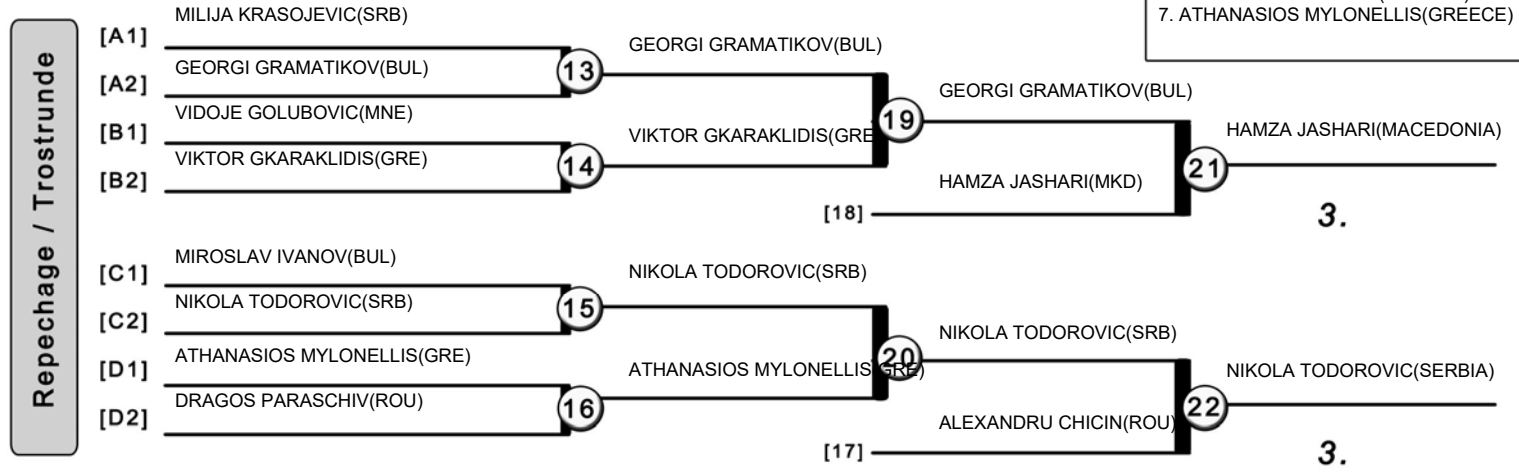 7. ATHANASIOS MYLONELLIS(GREECE)
Repechage / Trostrunde
[A1]
MILIJA KRASOJEVIC(SRB)
[A2]
GEORGI GRAMATIKOV(BUL)
13
GEORGI GRAMATIKOV(BUL)
[B1]
VIDOJE GOLUBOVIC(MNE)
[B2]
VIKTOR GKARAKLIDIS(GRE)
14
VIKTOR GKARAKLIDIS(GRE
19
GEORGI GRAMATIKOV(BUL)
[18]
HAMZA JASHARI(MKD)
21
HAMZA JASHARI(MACEDONIA)
3.
[C1]
MIROSLAV IVANOV(BUL)
[C2]
NIKOLA TODOROVIC(SRB)
15
NIKOLA TODOROVIC(SRB)
[D1]
ATHANASIOS MYLONELLIS(GRE)
[D2]
DRAGOS PARASCHIV(ROU)
16
ATHANASIOS MYLONELLIS(GRE)
20
NIKOLA TODOROVIC(SRB)
[17]
ALEXANDRU CHICIN(ROU)
22
NIKOLA TODOROVIC(SERBIA)
3.